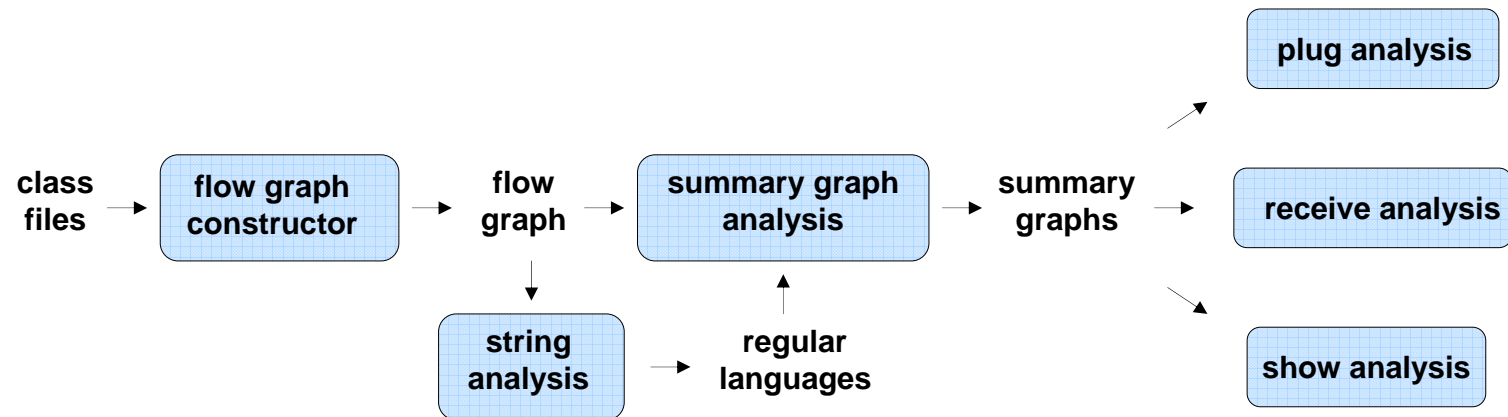 class
files
flow graph
constructor
flow
graph
string
analysis
regular
languages
summary graph
analysis
summary
graphs
plug analysis
receive analysis
show analysis